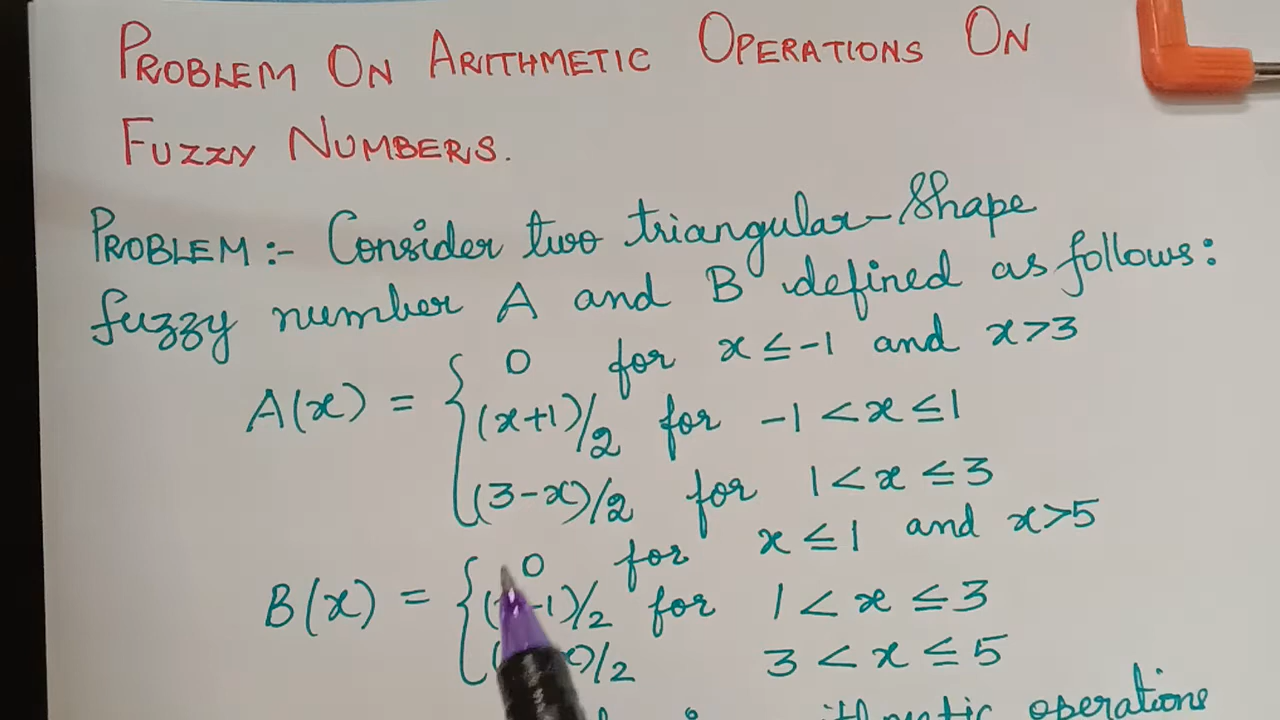 PROBLEM ON ARITHMETIC OPERATIONS ON
FUZZY NUMBERS.
PROBLEM :- Consider two triangular-Shape
fuzzy number A and B defined as follows:
A(x) = { 0 for x ≤ -1 and x>3
(x+1)/2 for -1 < x ≤ 1
(3-x)/2 for 1 < x ≤ 3
B(x) = { 0 for x ≤ 1 and x>5
-1)/2 for 1 < x ≤ 3
)/2 3 < x ≤ 5
operations